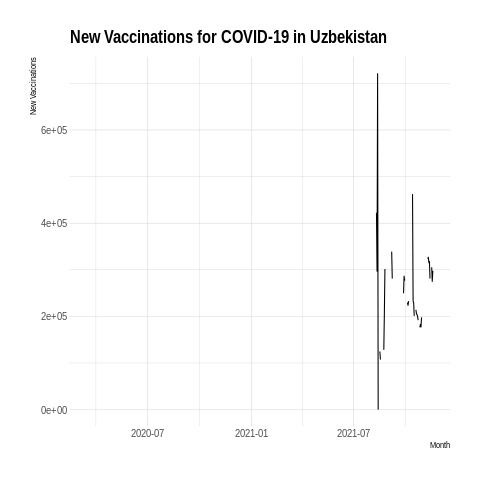 New Vaccinations for COVID-19 in Uzbekistan
New Vaccinations
6e+05
4e+05
2e+05
0e+00
2020-07 2021-01 2021-07
Month